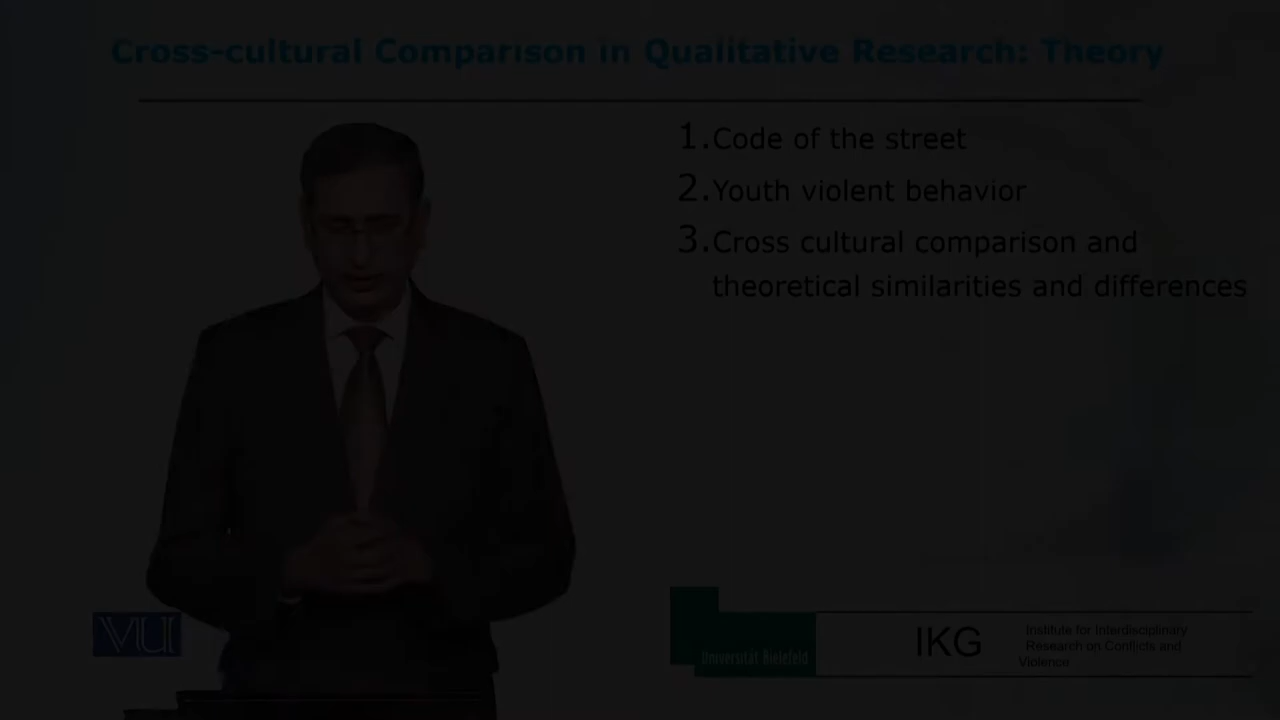 Cross-cultural Comparison in Qualitative Research: Theory
1.Code of the street
2.Youth violent behavior
3.Cross cultural comparison and
theoretical similarities and differences
VU
Universität Bielefeld
IKG
Institute for Interdisciplinary
Research on Conflicts and
Violence